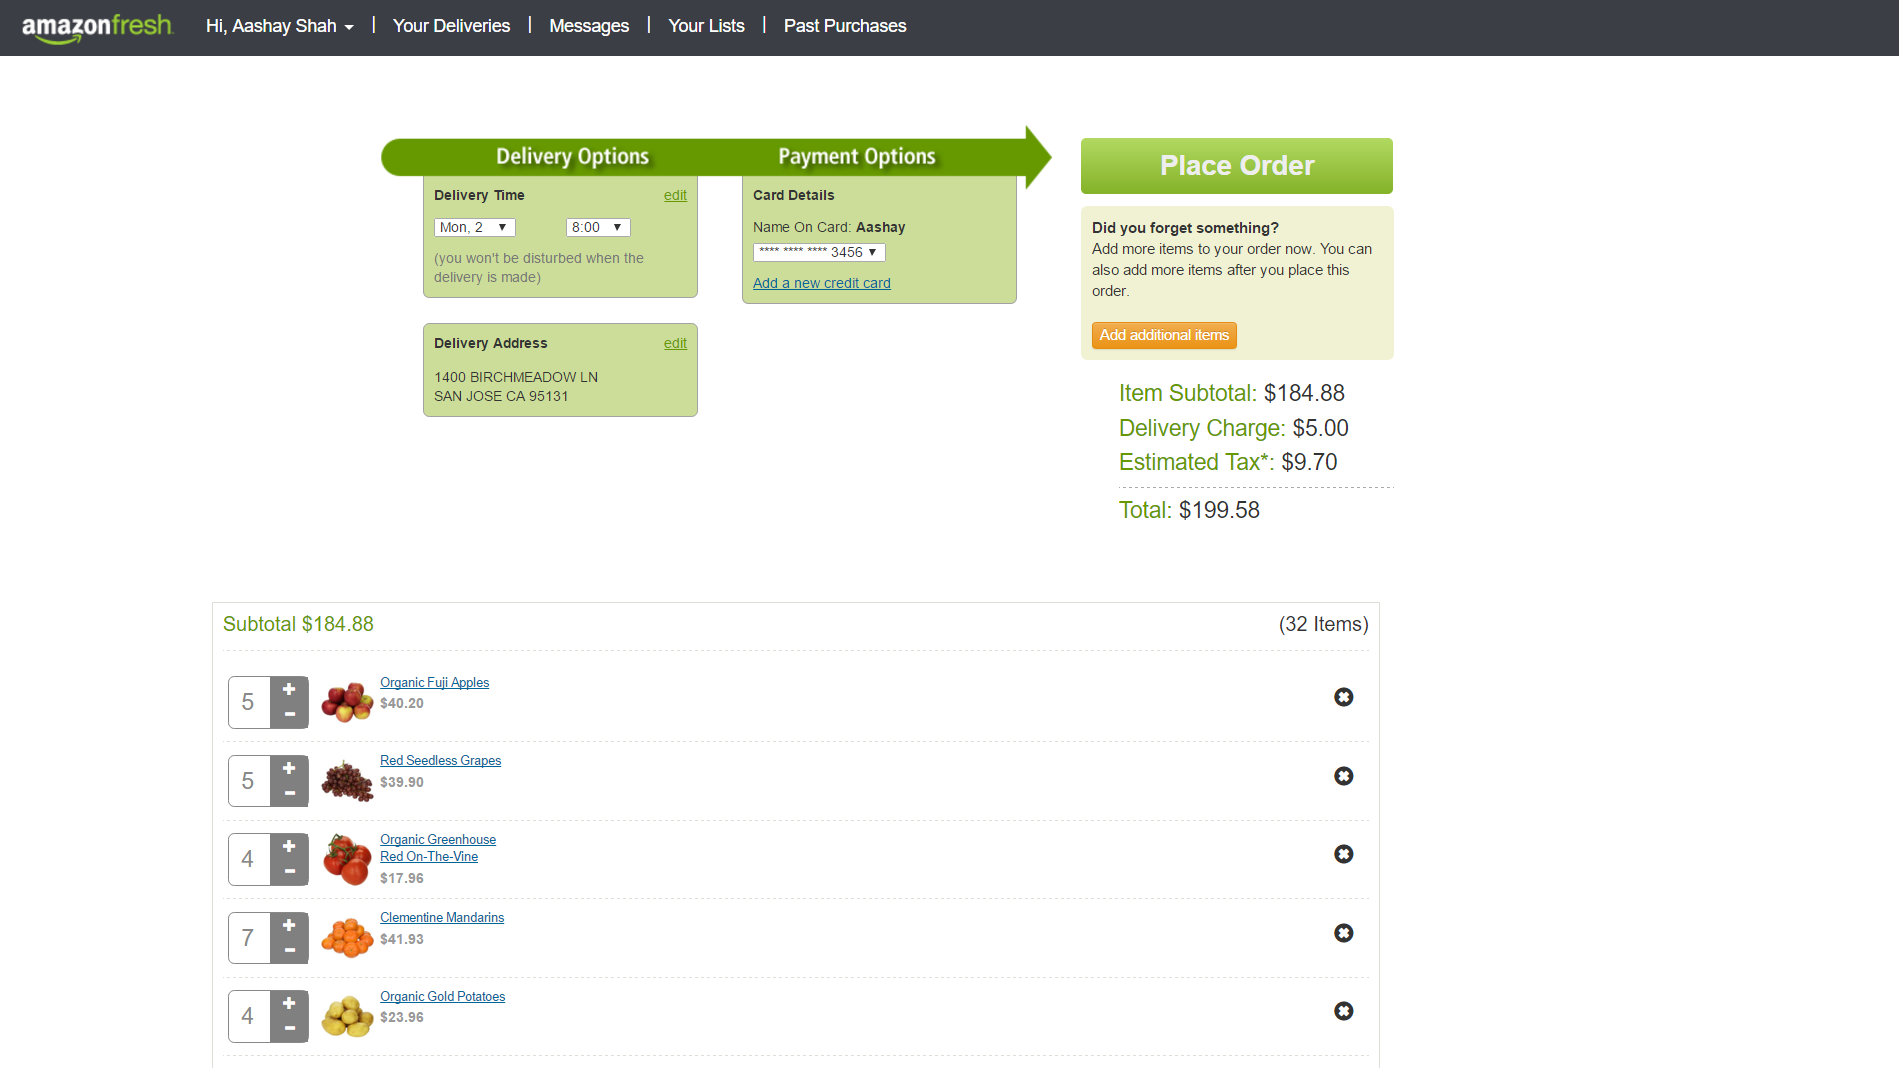 amazonfresh
Hi, Aashay Shah
|
Your Deliveries
|
Messages
|
Your Lists
|
Past Purchases
Delivery Options
Payment Options
Delivery Time
edit
Mon, 2
8:00
(you won't be disturbed when the
delivery is made)
Delivery Address
edit
1400 BIRCHMEADOW LN
SAN JOSE CA 95131
Card Details
Name On Card: Aashay
**** **** **** 3456
Add a new credit card
Place Order
Did you forget something?
Add more items to your order now. You can
also add more items after you place this
order.
Add additional items
Item Subtotal: $184.88
Delivery Charge: $5.00
Estimated Tax*: $9.70
Total: $199.58
Subtotal $184.88
(32 Items)
5
Organic Fuji Apples
$40.20
5
Red Seedless Grapes
$39.90
4
Organic Greenhouse
Red On-The-Vine
$17.96
7
Clementine Mandarins
$41.93
4
Organic Gold Potatoes
$23.96